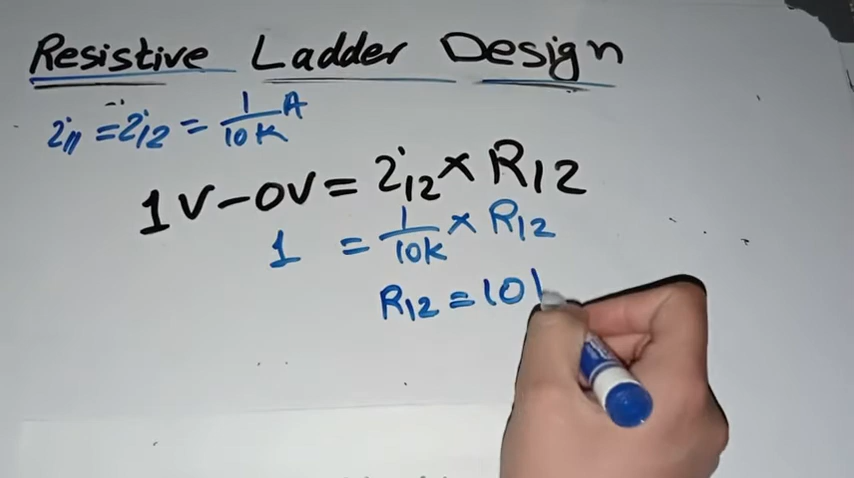 Resistive Ladder Design
i₁₁ = i₁₂ = 1/10K A
1V-0V = i₁₂ × R₁₂
1 = 1/10K × R₁₂
R₁₂ = 10